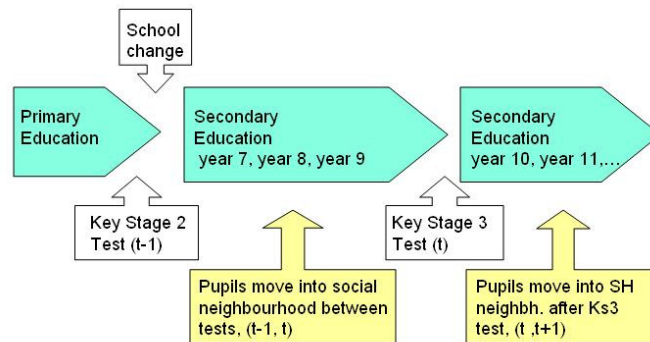 School
change
Primary
Education
Secondary
Education
year 7, year 8, year 9
Secondary
Education
year 10, year 11,...
Key Stage 2
Test (t-1)
Key Stage 3
Test (t)
Pupils move into social
neighbourhood between
tests, (t-1, t)
Pupils move into SH
neighbh. after Ks3
test, (t ,t+1)